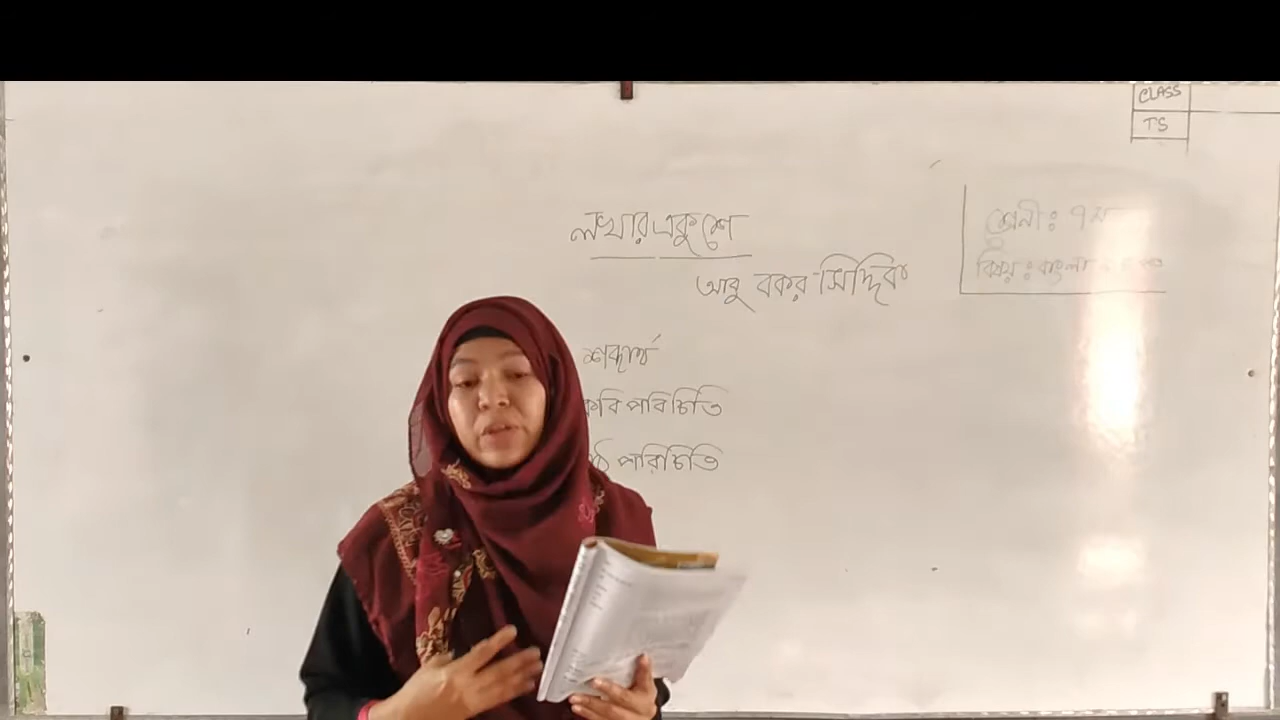 CLASS
TS
শ্রেনী : ৭ম
বিষয় : বাংলা
লখার একুশে
আবু বকর সিদ্দিক
শব্দার্থ
কবি পরিচিতি
পরিচিতি